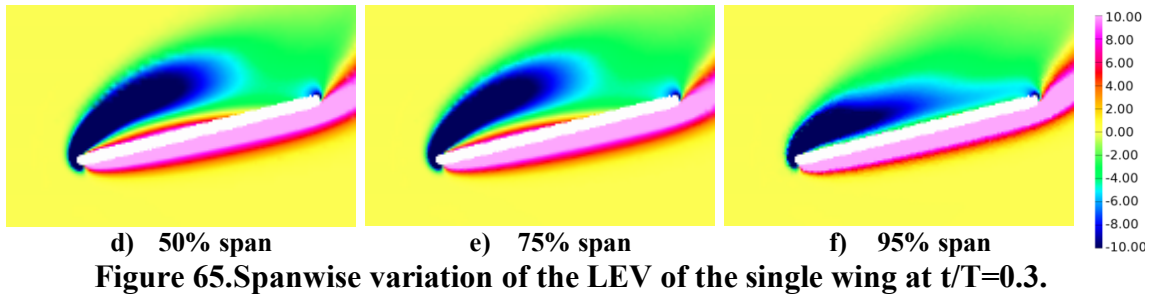 10.00
8.00
6.00
4.00
2.00
0.00
-2.00
-4.00
-6.00
-8.00
-10.00
d) 50% span
e) 75% span
f) 95% span
Figure 65.Spanwise variation of the LEV of the single wing at t/T=0.3.